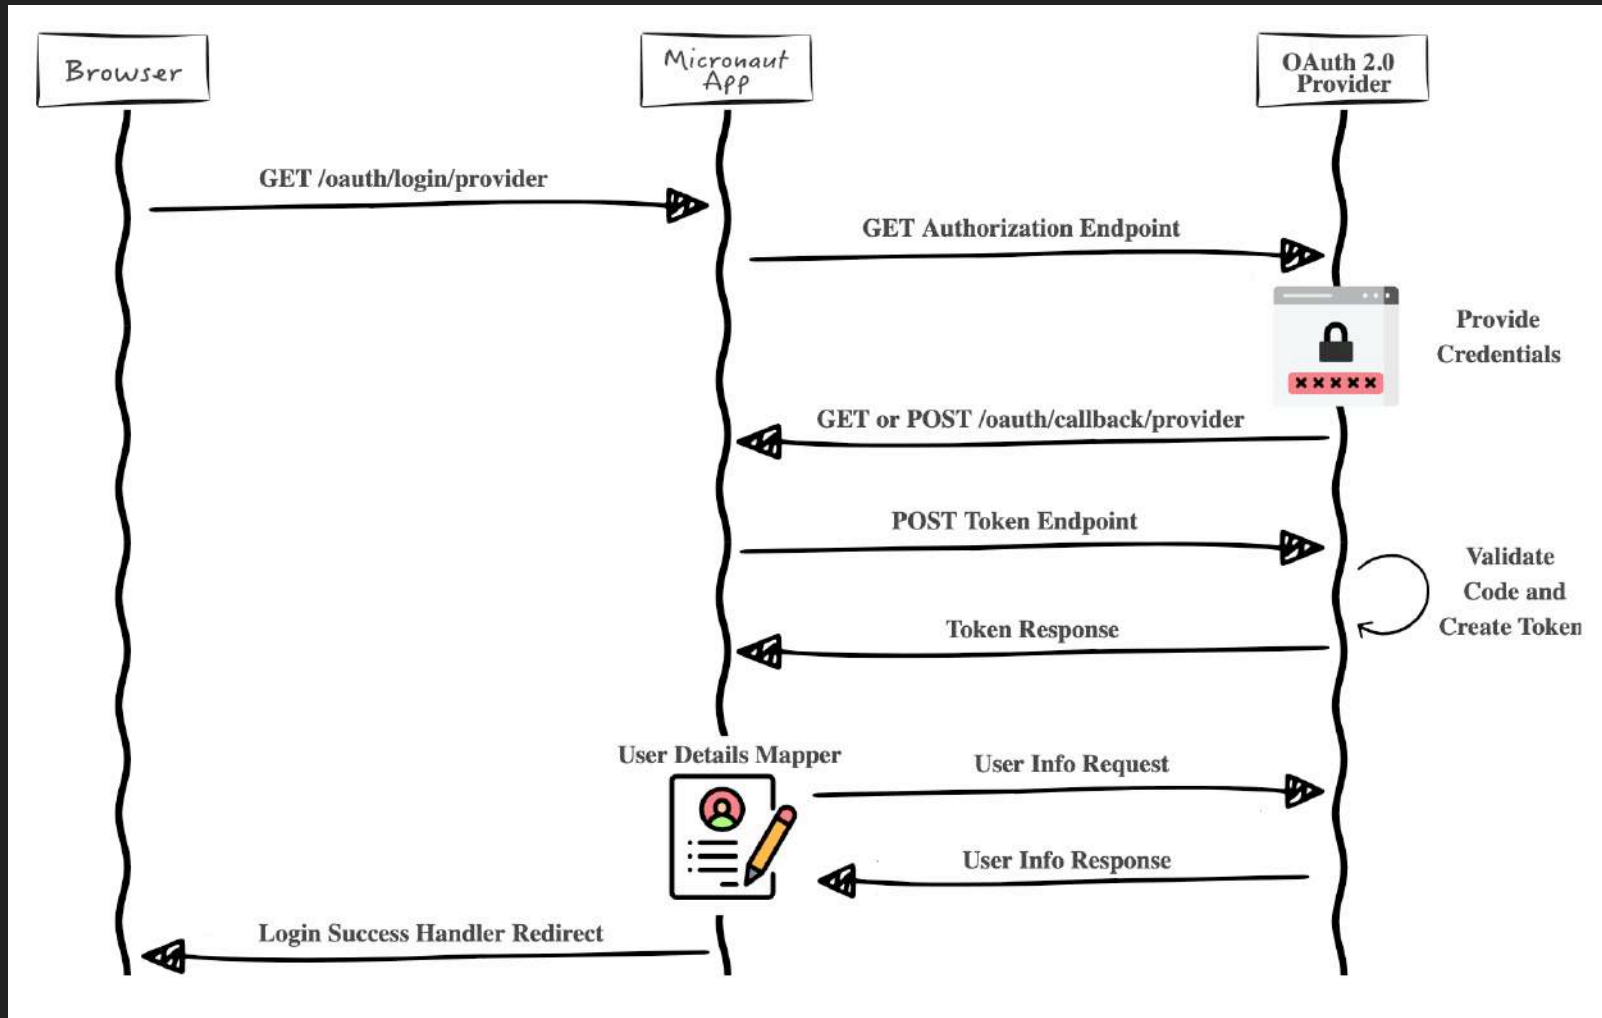 Browser
Micronaut
App
OAuth 2.0
Provider
GET /oauth/login/provider
GET Authorization Endpoint
Provide
Credentials
GET or POST /oauth/callback/provider
POST Token Endpoint
Validate
Code and
Create Token
Token Response
User Details Mapper
User Info Request
User Info Response
Login Success Handler Redirect